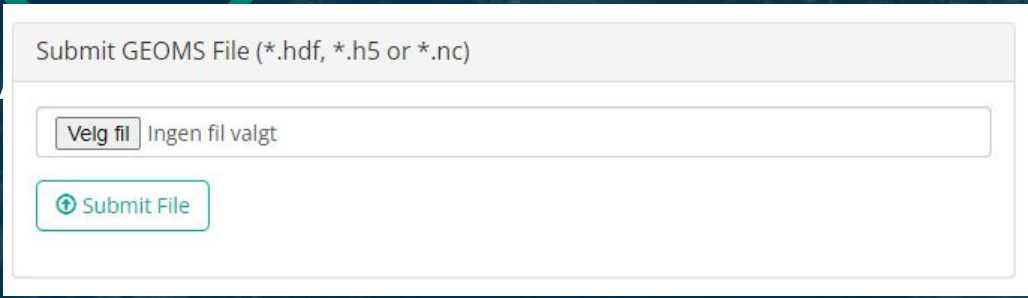 Submit GEOMS File (*.hdf, *.h5 or *.nc)
Velg fil Ingen fil valgt
Submit File